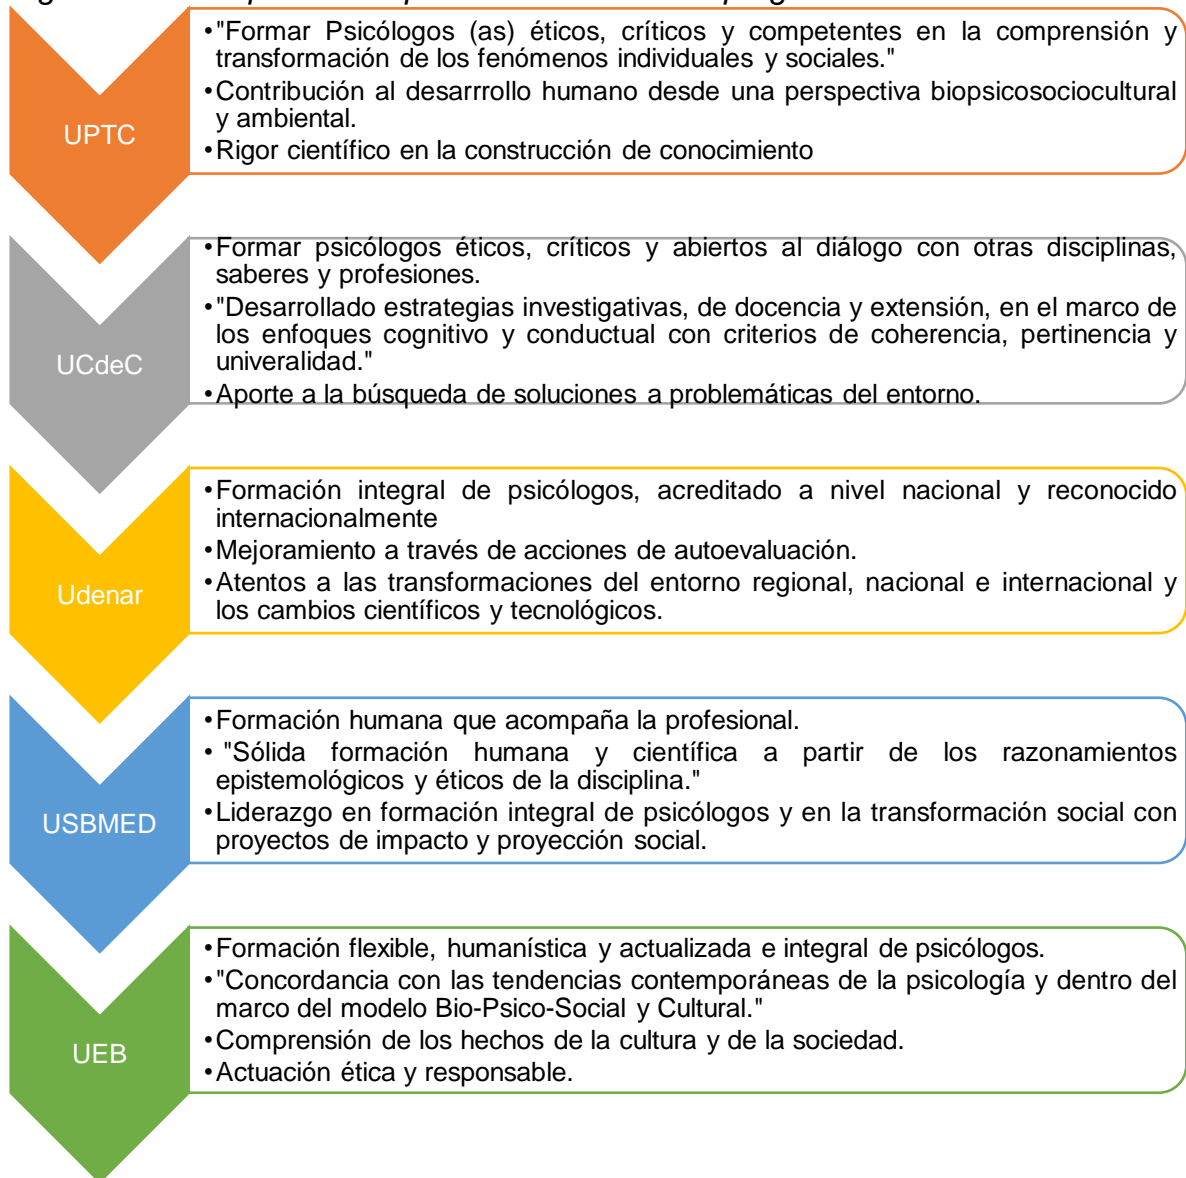 • "Formar Psicólogos (as) éticos, críticos y competentes en la comprensión y
transformación de los fenómenos individuales y sociales."
• Contribución al desarrrollo humano desde una perspectiva biopsicosociocultural
y ambiental.
• Rigor científico en la construcción de conocimiento
UPTC
• Formar psicólogos éticos, críticos y abiertos al diálogo con otras disciplinas,
saberes y profesiones.
• "Desarrollado estrategias investigativas, de docencia y extensión, en el marco de
los enfoques cognitivo y conductual con criterios de coherencia, pertinencia y
univeralidad."
• Aporte a la búsqueda de soluciones a problemáticas del entorno.
UCdeC
• Formación integral de psicólogos, acreditado a nivel nacional y reconocido
internacionalmente
• Mejoramiento a través de acciones de autoevaluación.
• Atentos a las transformaciones del entorno regional, nacional e internacional y
los cambios científicos y tecnológicos.
Udenar
• Formación humana que acompaña la profesional.
• "Sólida formación humana y científica a partir de los razonamientos
epistemológicos y éticos de la disciplina."
• Liderazgo en formación integral de psicólogos y en la transformación social con
proyectos de impacto y proyección social.
USBMED
• Formación flexible, humanística y actualizada e integral de psicólogos.
• "Concordancia con las tendencias contemporáneas de la psicología y dentro del
marco del modelo Bio-Psico-Social y Cultural."
• Comprensión de los hechos de la cultura y de la sociedad.
• Actuación ética y responsable.
UEB